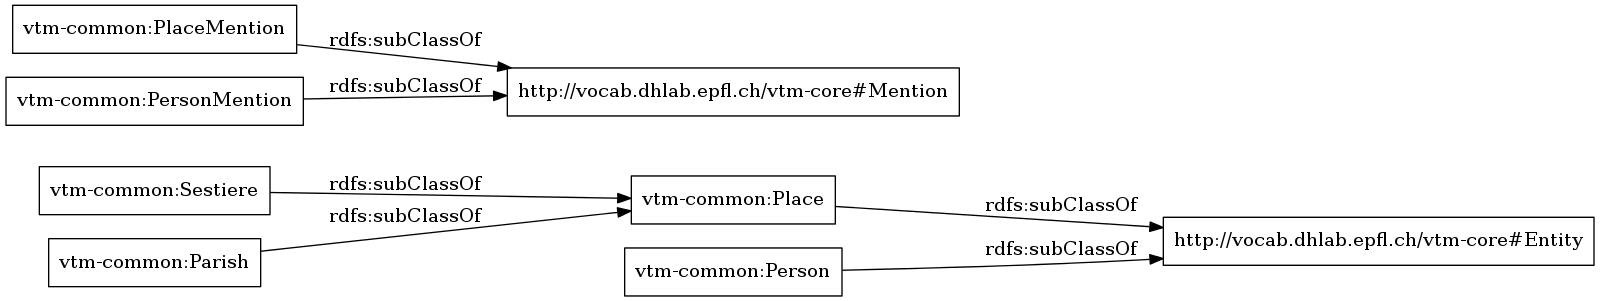 vtm-common:PlaceMention
rdfs:subClassOf
vtm-common:PersonMention
rdfs:subClassOf
http://vocab.dhlab.epfl.ch/vtm-core#Mention
vtm-common:Sestiere
rdfs:subClassOf
vtm-common:Parish
rdfs:subClassOf
vtm-common:Place
rdfs:subClassOf
vtm-common:Person
rdfs:subClassOf
http://vocab.dhlab.epfl.ch/vtm-core#Entity